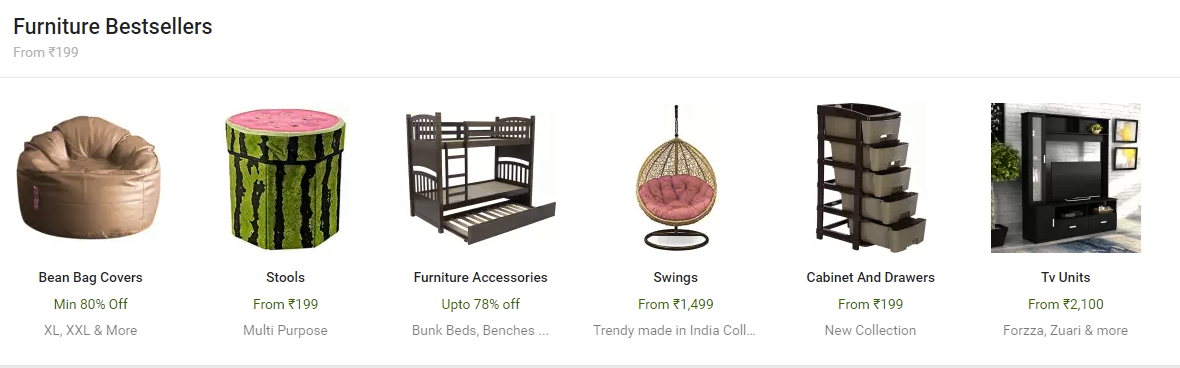 Furniture Bestsellers
From ₹199
Bean Bag Covers
Min 80% Off
XL, XXL & More
Stools
From ₹199
Multi Purpose
Furniture Accessories
Upto 78% off
Bunk Beds, Benches ...
Swings
From ₹1,499
Trendy made in India Coll...
Cabinet And Drawers
From ₹199
New Collection
Tv Units
From ₹2,100
Forzza, Zuari & more